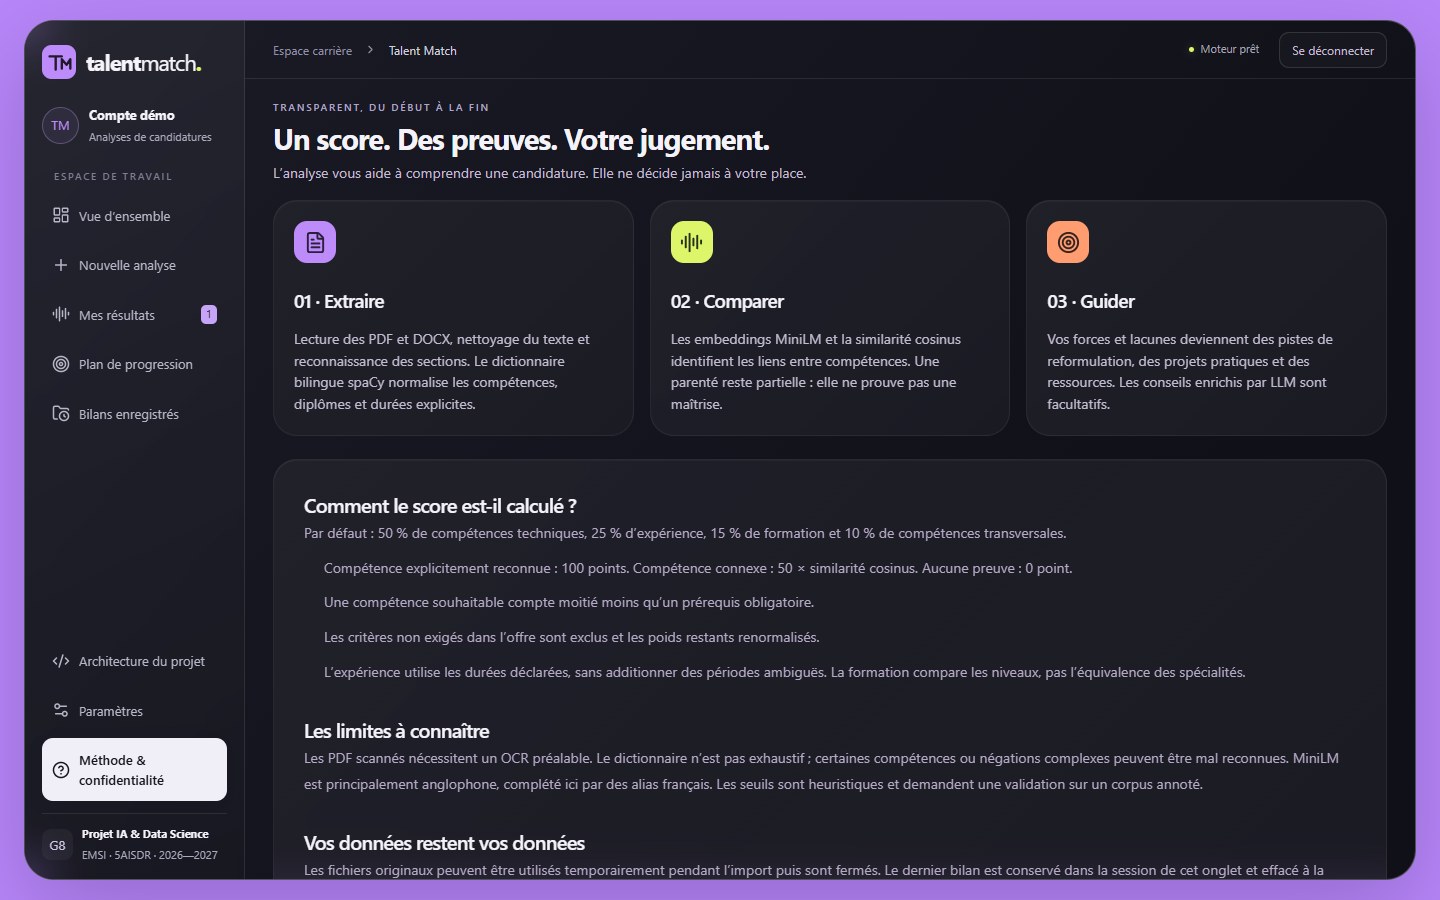 TM talentmatch.
TM
Compte démo
Analyses de candidatures
ESPACE DE TRAVAIL
Vue d'ensemble
Nouvelle analyse
Mes résultats 1
Plan de progression
Bilans enregistrés
Architecture du projet
Paramètres
Méthode &
confidentialité
G8
Projet IA & Data Science
EMSI · 5AISDR · 2026—2027
Espace carrière > Talent Match
Moteur prêt
Se déconnecter
TRANSPARENT, DU DÉBUT À LA FIN
Un score. Des preuves. Votre jugement.
L'analyse vous aide à comprendre une candidature. Elle ne décide jamais à votre place.
01 · Extraire
Lecture des PDF et DOCX, nettoyage du texte et
reconnaissance des sections. Le dictionnaire
bilingue spaCy normalise les compétences,
diplômes et durées explicites.
02 · Comparer
Les embeddings MiniLM et la similarité cosinus
identifient les liens entre compétences. Une
parenté reste partielle : elle ne prouve pas une
maîtrise.
03 · Guider
Vos forces et lacunes deviennent des pistes de
reformulation, des projets pratiques et des
ressources. Les conseils enrichis par LLM sont
facultatifs.
Comment le score est-il calculé ?
Par défaut : 50 % de compétences techniques, 25 % d'expérience, 15 % de formation et 10 % de compétences transversales.
Compétence explicitement reconnue : 100 points. Compétence connexe : 50 × similarité cosinus. Aucune preuve : 0 point.
Une compétence souhaitable compte moitié moins qu'un prérequis obligatoire.
Les critères non exigés dans l'offre sont exclus et les poids restants renormalisés.
L'expérience utilise les durées déclarées, sans additionner des périodes ambiguës. La formation compare les niveaux, pas l'équivalence des spécialités.
Les limites à connaître
Les PDF scannés nécessitent un OCR préalable. Le dictionnaire n'est pas exhaustif ; certaines compétences ou négations complexes peuvent être mal reconnues. MiniLM
est principalement anglophone, complété ici par des alias français. Les seuils sont heuristiques et demandent une validation sur un corpus annoté.
Vos données restent vos données
Les fichiers originaux peuvent être utilisés temporairement pendant l'import puis sont fermés. Le dernier bilan est conservé dans la session de cet onglet et effacé à la